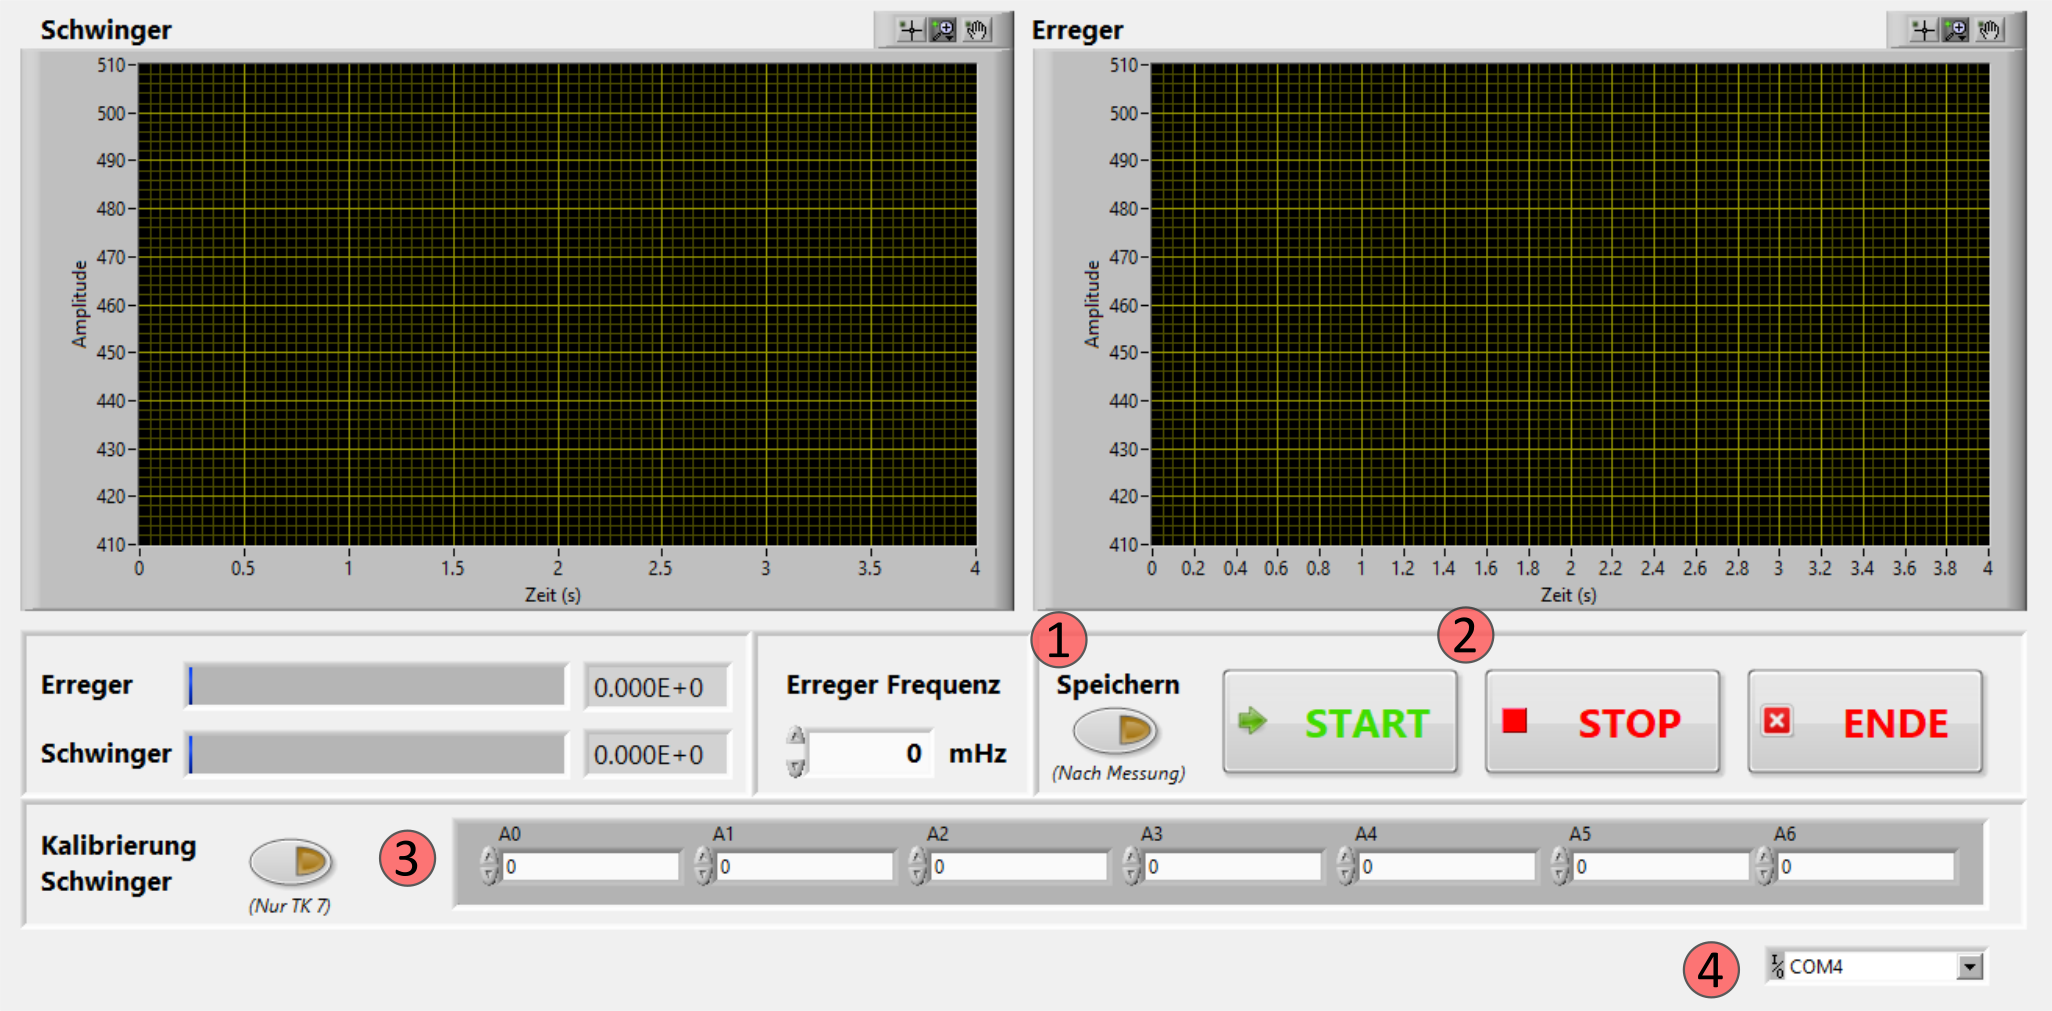 Schwinger
510
500
490
480
470
460
450
440
430
420
410
Amplitude
0 0.5 1 1.5 2 2.5 3 3.5 4
Zeit (s)
Erreger
510
500
490
480
470
460
450
440
430
420
410
Amplitude
0 0.2 0.4 0.6 0.8 1 1.2 1.4 1.6 1.8 2 2.2 2.4 2.6 2.8 3 3.2 3.4 3.6 3.8 4
Zeit (s)
Erreger 0.000E+0
Schwinger 0.000E+0
Erreger Frequenz
0 mHz
1
Speichern
(Nach Messung)
2
START
STOP
ENDE
Kalibrierung
Schwinger
(Nur TK 7)
3
A0 A1 A2 A3 A4 A5 A6
0 0 0 0 0 0 0
4
I/O COM4